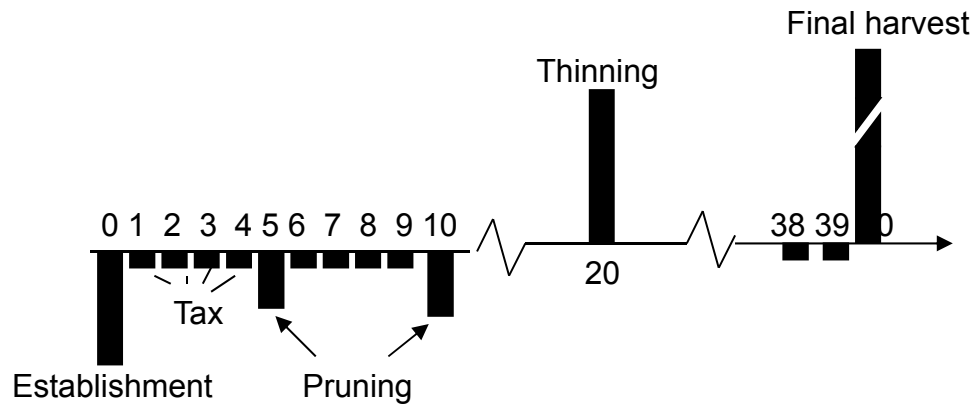 Final harvest
Thinning
0 1 2 3 4 5 6 7 8 9 10
38 39 0
20
Tax
Establishment
Pruning